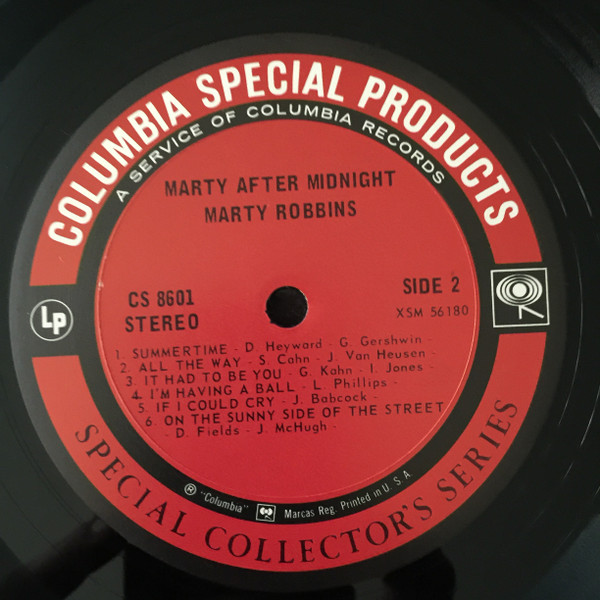 COLUMBIA SPECIAL PRODUCTS
A SERVICE OF COLUMBIA RECORDS
MARTY AFTER MIDNIGHT
MARTY ROBBINS
CS 8601
STEREO
SIDE 2
XSM 56180
Lp
1. SUMMERTIME - D. Heyward - G. Gershwin -
2. ALL THE WAY - S. Cahn - J. Van Heusen -
3. IT HAD TO BE YOU - G. Kahn - I. Jones -
4. I'M HAVING A BALL - L. Phillips -
5. IF I COULD CRY - J. Babcock -
6. ON THE SUNNY SIDE OF THE STREET
- D. Fields - J. McHugh -
® "Columbia" Marcas Reg. Printed in U. S. A
SPECIAL COLLECTOR'S SERIES